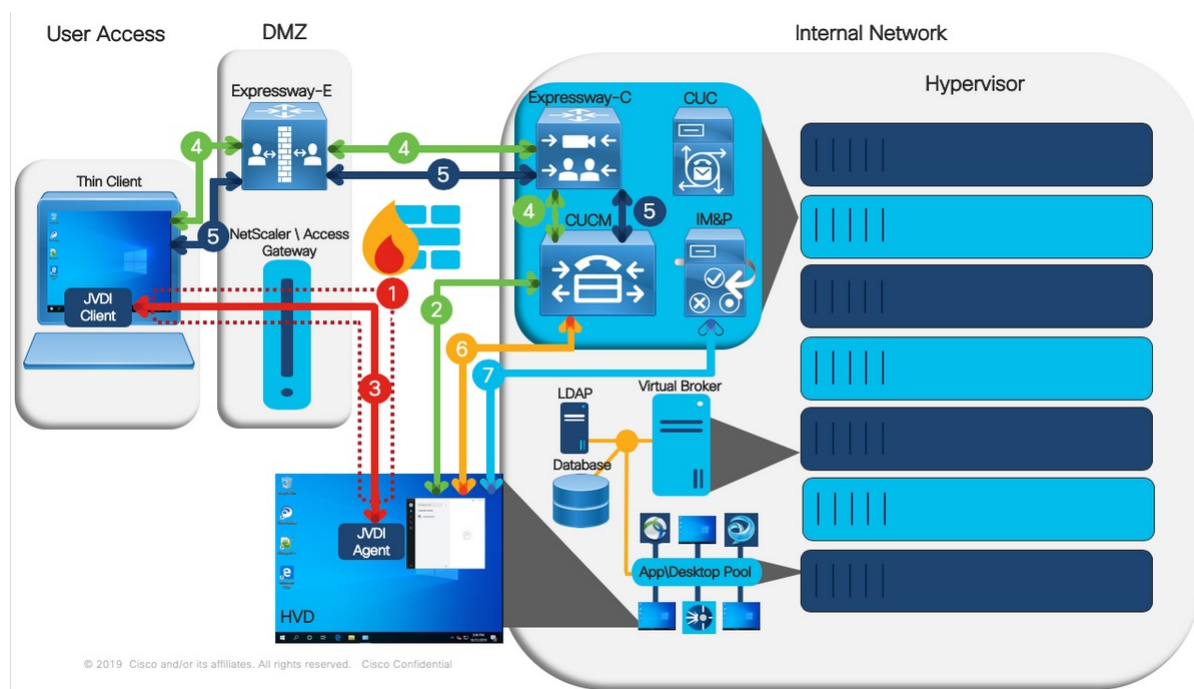 User Access
DMZ
Internal Network
Expressway-E
Expressway-C
CUC
Hypervisor
4
4
5
Thin Client
4
CUCM
5
IM&P
5
NetScaler \ Access
Gateway
JVDI
Client
1
2
6
7
3
LDAP
Virtual Broker
Database
JVDI
Agent
App\Desktop Pool
HVD
© 2019 Cisco and/or its affiliates. All rights reserved. Cisco Confidential